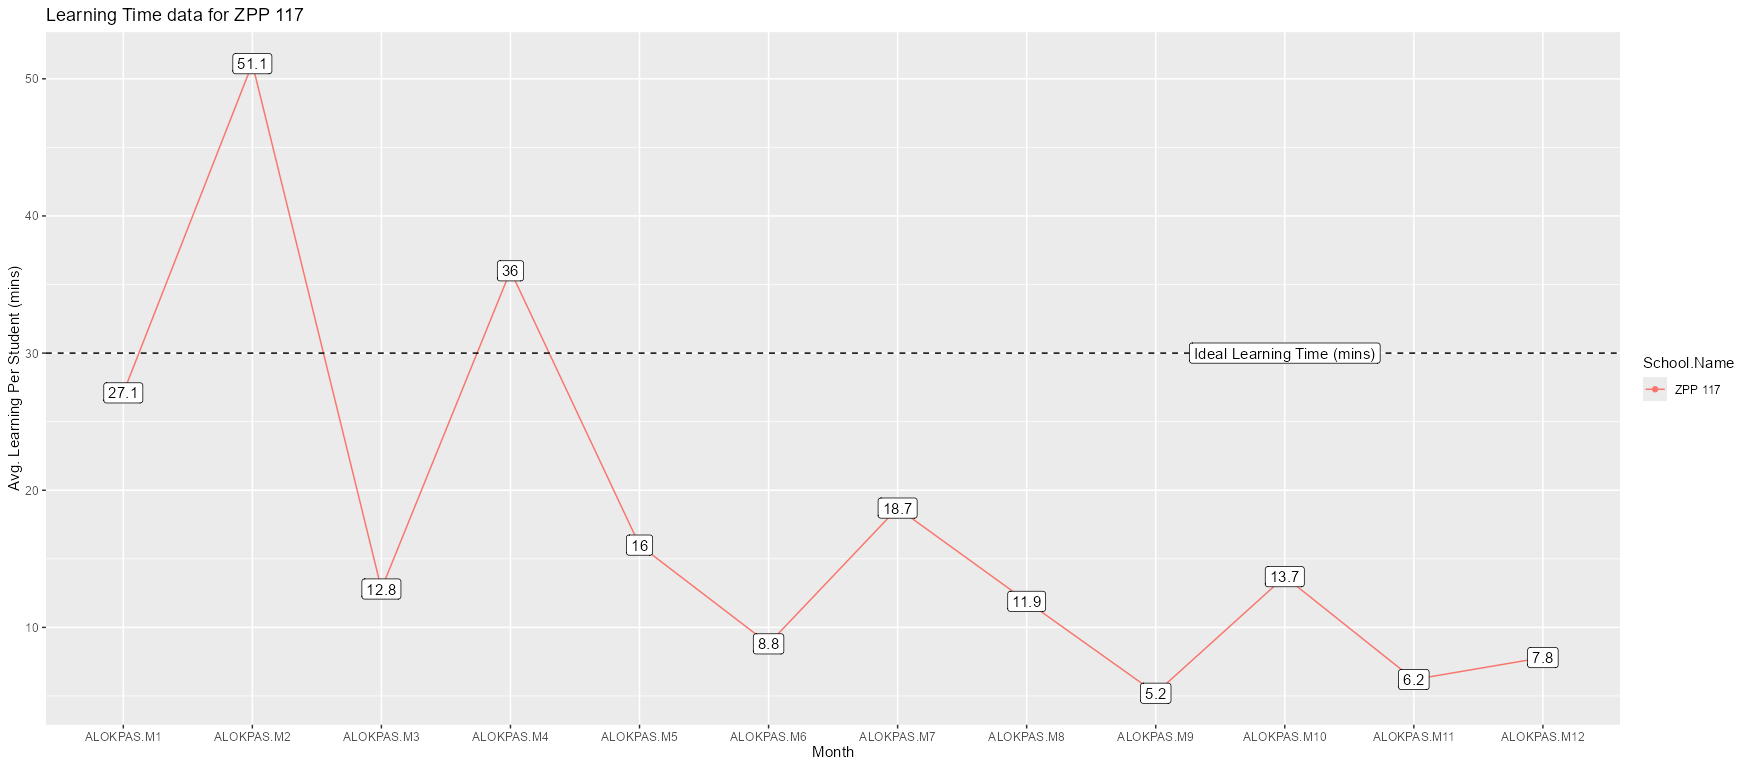 Learning Time data for ZPP 117
Avg. Learning Per Student (mins)
50
40
30
20
10
27.1
51.1
12.8
36
16
8.8
18.7
11.9
5.2
13.7
6.2
7.8
Ideal Learning Time (mins)
ALOKPAS.M1 ALOKPAS.M2 ALOKPAS.M3 ALOKPAS.M4 ALOKPAS.M5 ALOKPAS.M6 ALOKPAS.M7 ALOKPAS.M8 ALOKPAS.M9 ALOKPAS.M10 ALOKPAS.M11 ALOKPAS.M12
Month
School.Name
ZPP 117